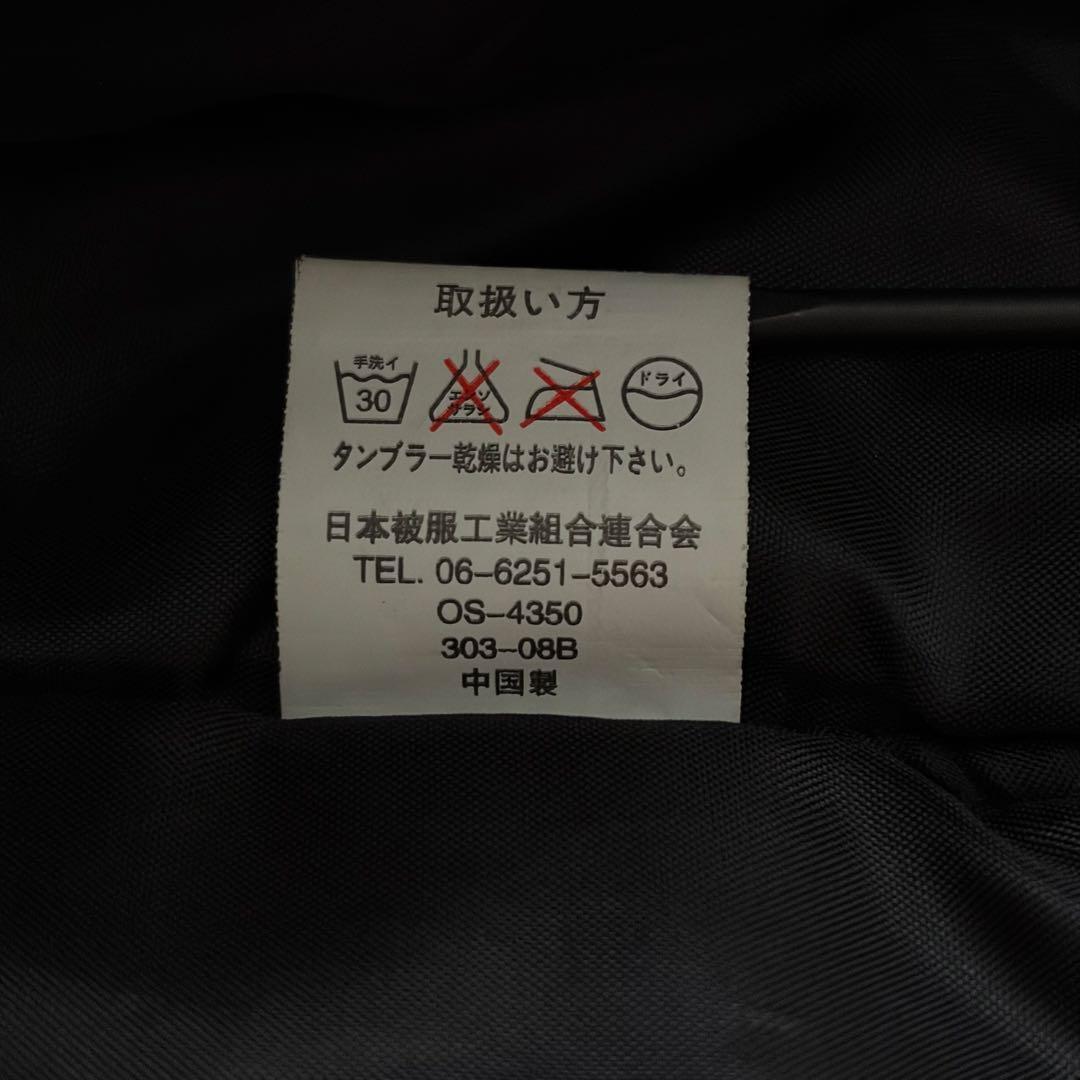 取扱い方
手洗イ
30
エンソ
サラシ
ドライ
タンブラー乾燥はお避け下さい。
日本被服工業組合連合会
TEL. 06-6251-5563
OS-4350
303-08B
中国製